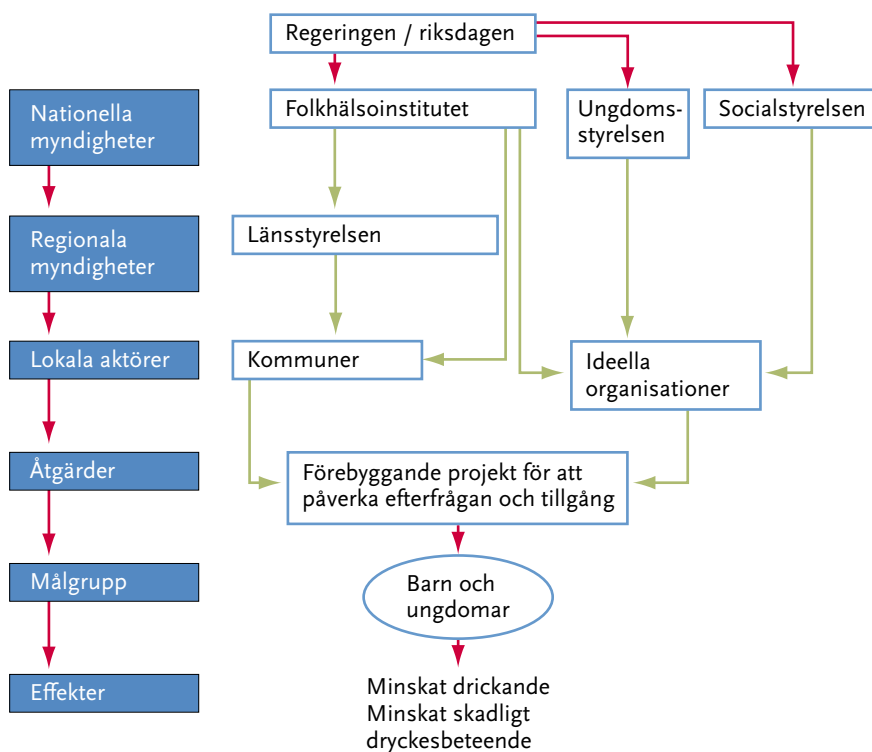 Regeringen / riksdagen
Nationella
myndigheter
Folkhälsoinstitutet
Ungdoms-
styrelsen
Socialstyrelsen
Regionala
myndigheter
Länsstyrelsen
Lokala aktörer
Kommuner
Ideella
organisationer
Åtgärder
Förebyggande projekt för att
påverka efterfrågan och tillgång
Målgrupp
Barn och
ungdomar
Effekter
Minskat drickande
Minskat skadligt
dryckesbeteende